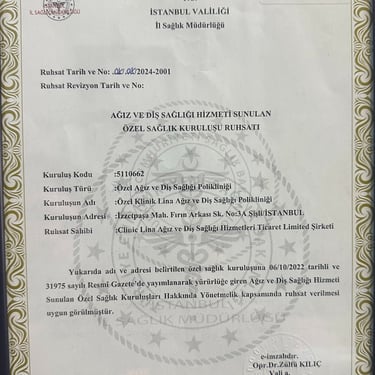 İSTANBUL VALİLİĞİ
İl Sağlık Müdürlüğü
İL SAĞLIK MÜDÜRLÜĞÜ
Ruhsat Tarih ve No: 2024-2001
Ruhsat Revizyon Tarih ve No:
AĞIZ VE DİŞ SAĞLIĞI HİZMETİ SUNULAN
ÖZEL SAĞLIK KURULUŞU RUHSATI
Kuruluş Kodu :5110662
Kuruluş Türü :Özel Ağız ve Diş Sağlığı Polikliniği
Kuruluşun Adı :Özel Klinik Lina Ağız ve Diş Sağlığı Polikliniği
Kuruluşun Adresi :İzzetpaşa Mah. Fırın Arkası Sk. No:3A Şişli/İSTANBUL
Ruhsat Sahibi :Clinic Lina Ağız ve Diş Sağlığı Hizmetleri Ticaret Limited Şirketi
Yukarıda adı ve adresi belirtilen özel sağlık kuruluşuna 06/10/2022 tarihli ve
31975 sayılı Resmi Gazete'de yayımlanarak yürürlüğe giren Ağız ve Diş Sağlığı Hizmeti
Sunulan Özel Sağlık Kuruluşları Hakkında Yönetmelik kapsamında ruhsat verilmesi
uygun görülmüştür.
İSTANBUL
SAĞLIK MÜDÜRLÜĞÜ
e-imzalıdır.
Opr.Dr.Zülfü KILIÇ
Vali a.